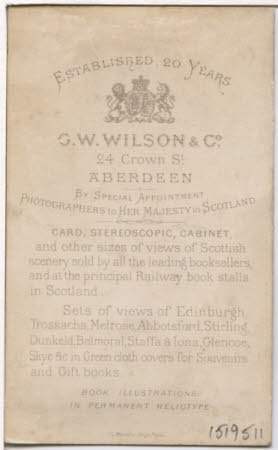 ESTABLISHED 20 YEARS
G. W. WILSON & Co.
24 Crown St.
ABERDEEN
BY SPECIAL APPOINTMENT
PHOTOGRAPHERS to HER MAJESTY in SCOTLAND
CARD, STEREOSCOPIC, CABINET,
and other sizes of views of Scottish
scenery sold by all the leading booksellers,
and at the principal Railway book stalls
in Scotland.
Sets of views of Edinburgh,
Trossachs, Melrose, Abbotsford, Stirling,
Dunkeld, Balmoral, Staffa & Iona, Glencoe,
Skye &c in Green cloth covers for Souvenirs
and Gift books.
BOOK ILLUSTRATIONS
IN PERMANENT HELIOTYPE
1519511